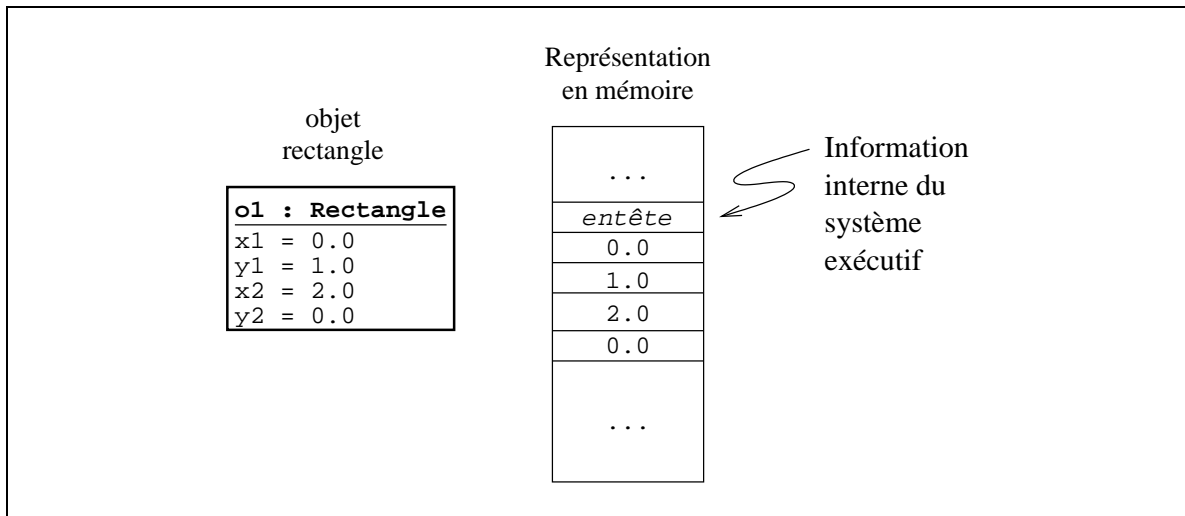 objet
rectangle
o1 : Rectangle
x1 = 0.0
y1 = 1.0
x2 = 2.0
y2 = 0.0
Représentation
en mémoire
...
entête
0.0
1.0
2.0
0.0
...
Information
interne du
système
exécutif